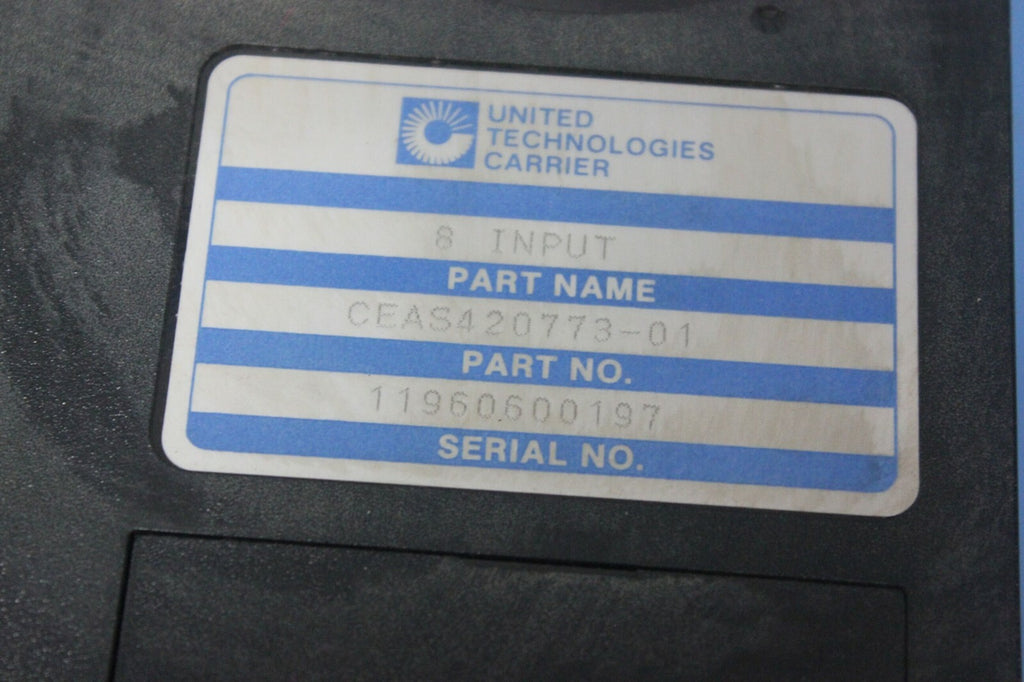 UNITED
TECHNOLOGIES
CARRIER
8 INPUT
PART NAME
CEAS420773-01
PART NO.
11960600197
SERIAL NO.